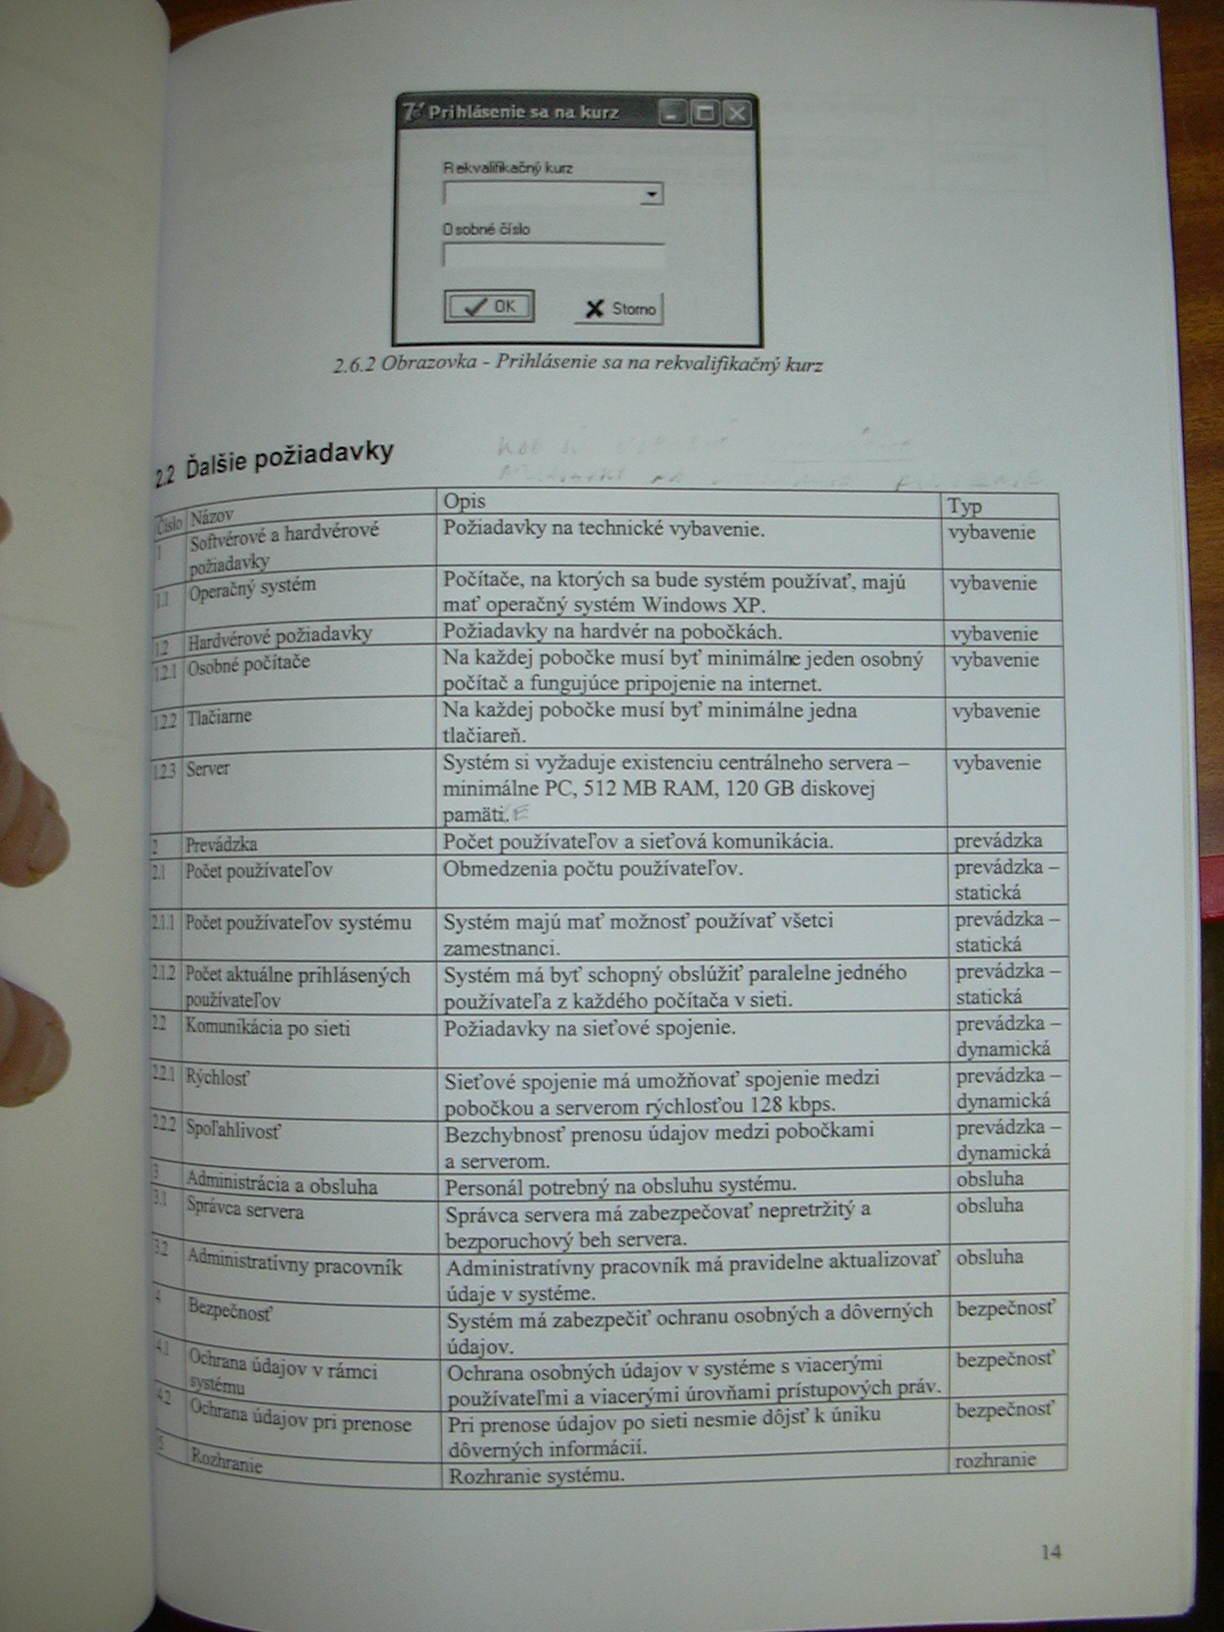 Prihlásenie sa na kurz
Rekvalifikačný kurz
Osobné číslo
OK
Storno
2.6.2 Obrazovka - Prihlásenie sa na rekvalifikačný kurz
2.2 Ďalšie požiadavky
Číslo Názov Opis Typ
1 Softvérové a hardvérové Požiadavky na technické vybavenie. vybavenie
požiadavky
1.1 Operačný systém Počítače, na ktorých sa bude systém používať, majú vybavenie
mať operačný systém Windows XP.
1.2 Hardvérové požiadavky Požiadavky na hardvér na pobočkách. vybavenie
1.2.1 Osobné počítače Na každej pobočke musí byť minimálne jeden osobný vybavenie
počítač a fungujúce pripojenie na internet.
1.2.2 Tlačiarne Na každej pobočke musí byť minimálne jedna vybavenie
tlačiareň.
1.2.3 Server Systém si vyžaduje existenciu centrálneho servera – vybavenie
minimálne PC, 512 MB RAM, 120 GB diskovej
pamäti.
2 Prevádzka Počet používateľov a sieťová komunikácia. prevádzka
2.1 Počet používateľov Obmedzenia počtu používateľov. prevádzka –
statická
2.1.1 Počet používateľov systému Systém majú mať možnosť používať všetci prevádzka –
zamestnanci. statická
2.1.2 Počet aktuálne prihlásených Systém má byť schopný obslúžiť paralelne jedného prevádzka –
používateľov používateľa z každého počítača v sieti. statická
2.2 Komunikácia po sieti Požiadavky na sieťové spojenie. prevádzka –
dynamická
2.2.1 Rýchlosť Sieťové spojenie má umožňovať spojenie medzi prevádzka –
pobočkou a serverom rýchlosťou 128 kbps. dynamická
2.2.2 Spoľahlivosť Bezchybnosť prenosu údajov medzi pobočkami prevádzka –
a serverom. dynamická
3 Administrácia a obsluha Personál potrebný na obsluhu systému. obsluha
3.1 Správca servera Správca servera má zabezpečovať nepretržitý a obsluha
bezporuchový beh servera.
3.2 Administratívny pracovník Administratívny pracovník má pravidelne aktualizovať obsluha
údaje v systéme.
4 Bezpečnosť Systém má zabezpečiť ochranu osobných a dôverných bezpečnosť
údajov.
4.1 Ochrana údajov v rámci Ochrana osobných údajov v systéme s viacerými bezpečnosť
systému používateľmi a viacerými úrovňami prístupových práv.
4.2 Ochrana údajov pri prenose Pri prenose údajov po sieti nesmie dôjsť k úniku bezpečnosť
dôverných informácií.
5 Rozhranie Rozhranie systému. rozhranie
14